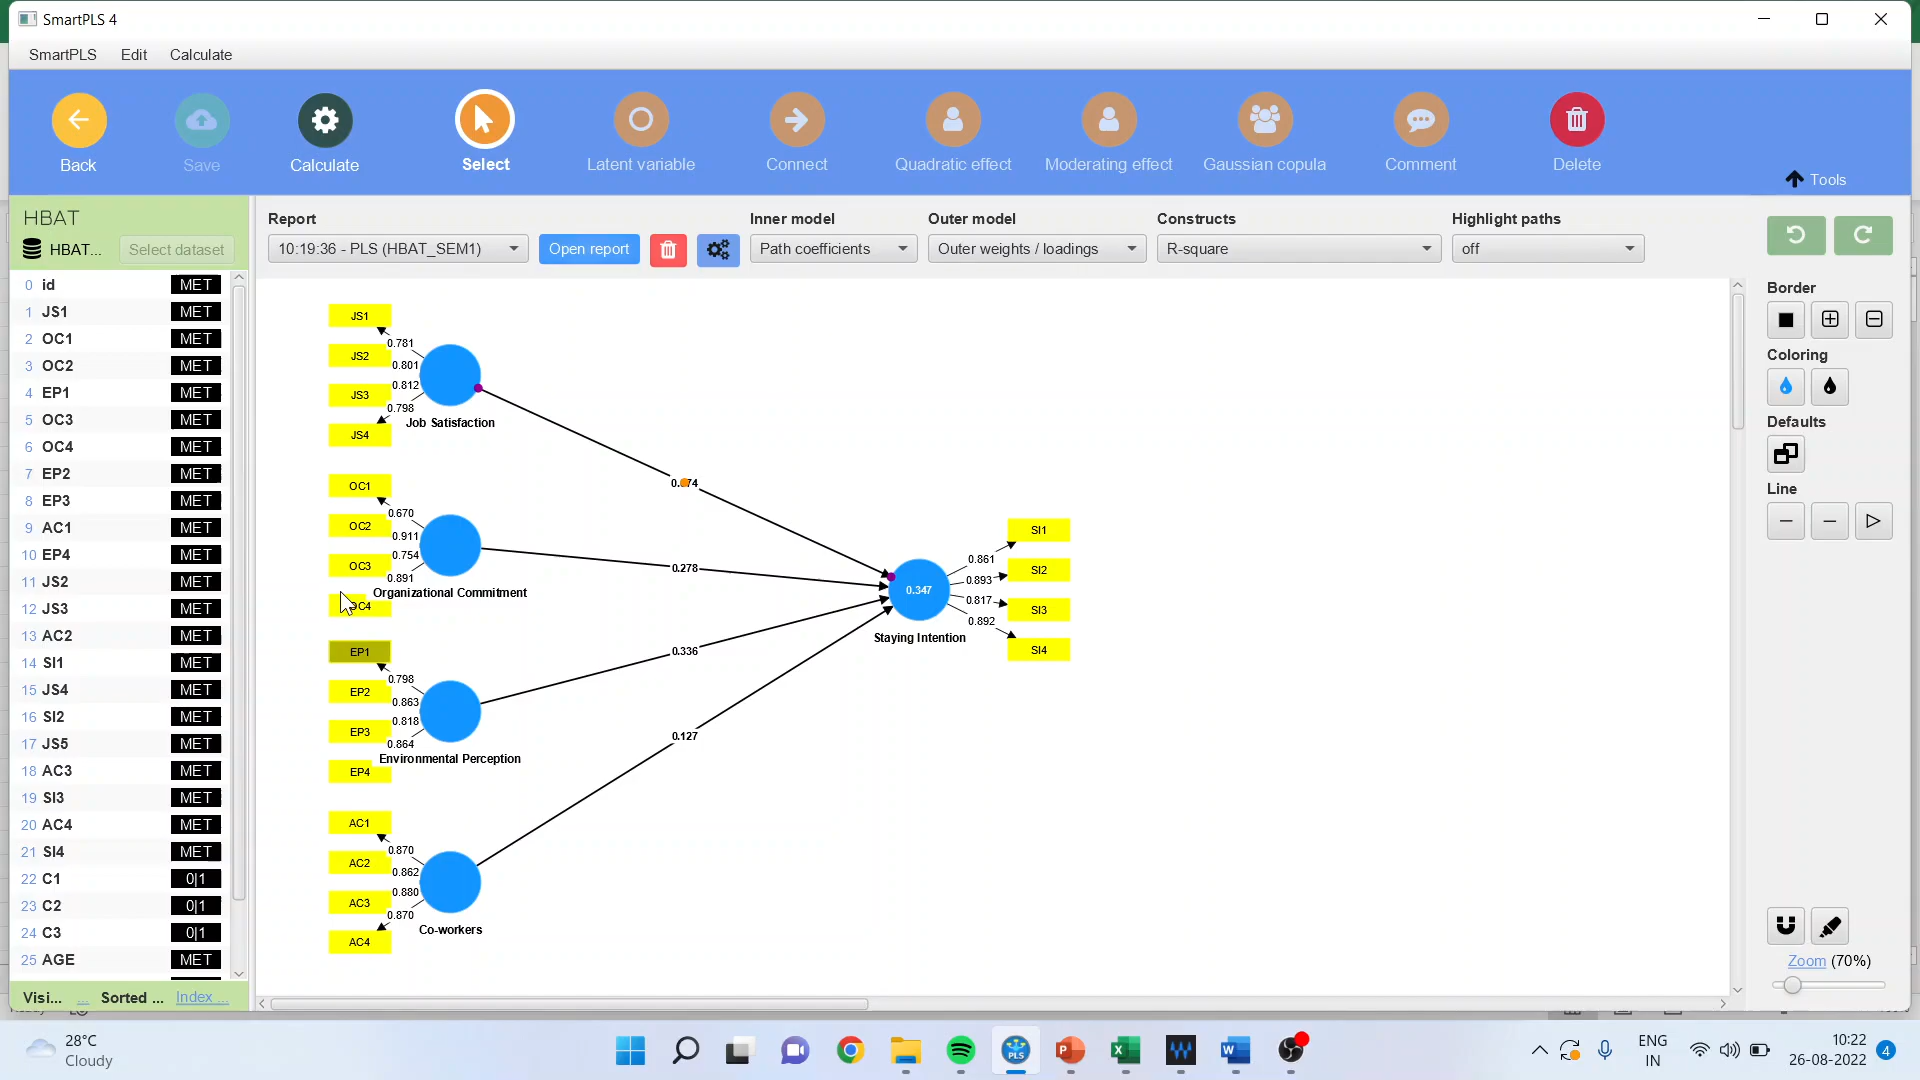 SmartPLS 4
SmartPLS Edit Calculate
Back Save Calculate Select Latent variable Connect Quadratic effect Moderating effect Gaussian copula Comment Delete
Tools
HBAT
HBAT... Select dataset
Report Inner model Outer model Constructs Highlight paths
10:19:36 - PLS (HBAT_SEM1) Open report Path coefficients Outer weights / loadings R-square off
0 id MET
1 JS1 MET
2 OC1 MET
3 OC2 MET
4 EP1 MET
5 OC3 MET
6 OC4 MET
7 EP2 MET
8 EP3 MET
9 AC1 MET
10 EP4 MET
11 JS2 MET
12 JS3 MET
13 AC2 MET
14 SI1 MET
15 JS4 MET
16 SI2 MET
17 JS5 MET
18 AC3 MET
19 SI3 MET
20 AC4 MET
21 SI4 MET
22 C1 0|1
23 C2 0|1
24 C3 0|1
25 AGE MET
Visi... ... Sorted ... Index ...
JS1
0.781
JS2
0.801
0.812
JS3
0.798
JS4
Job Satisfaction
OC1
0.670
OC2
0.911
0.754
OC3
0.891
Organizational Commitment
EP1
0.798
EP2
0.863
0.818
EP3
0.864
Environmental Perception
EP4
AC1
0.870
AC2
0.862
0.880
AC3
0.870
Co-workers
AC4
0.278
0.336
0.127
0.347
Staying Intention
SI1
0.861
SI2
0.893
0.817
SI3
0.892
SI4
Border
Coloring
Defaults
Line
Zoom (70%)
28°C
Cloudy
PLS
ENG
IN
10:22
26-08-2022
4